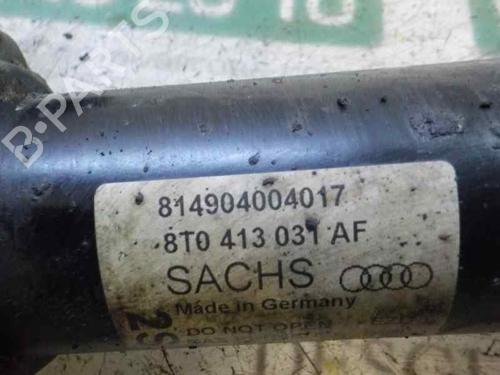 B-PARTS
814904004017
8T0 413 031 AF
SACHS
Made in Germany
DO NOT OPEN